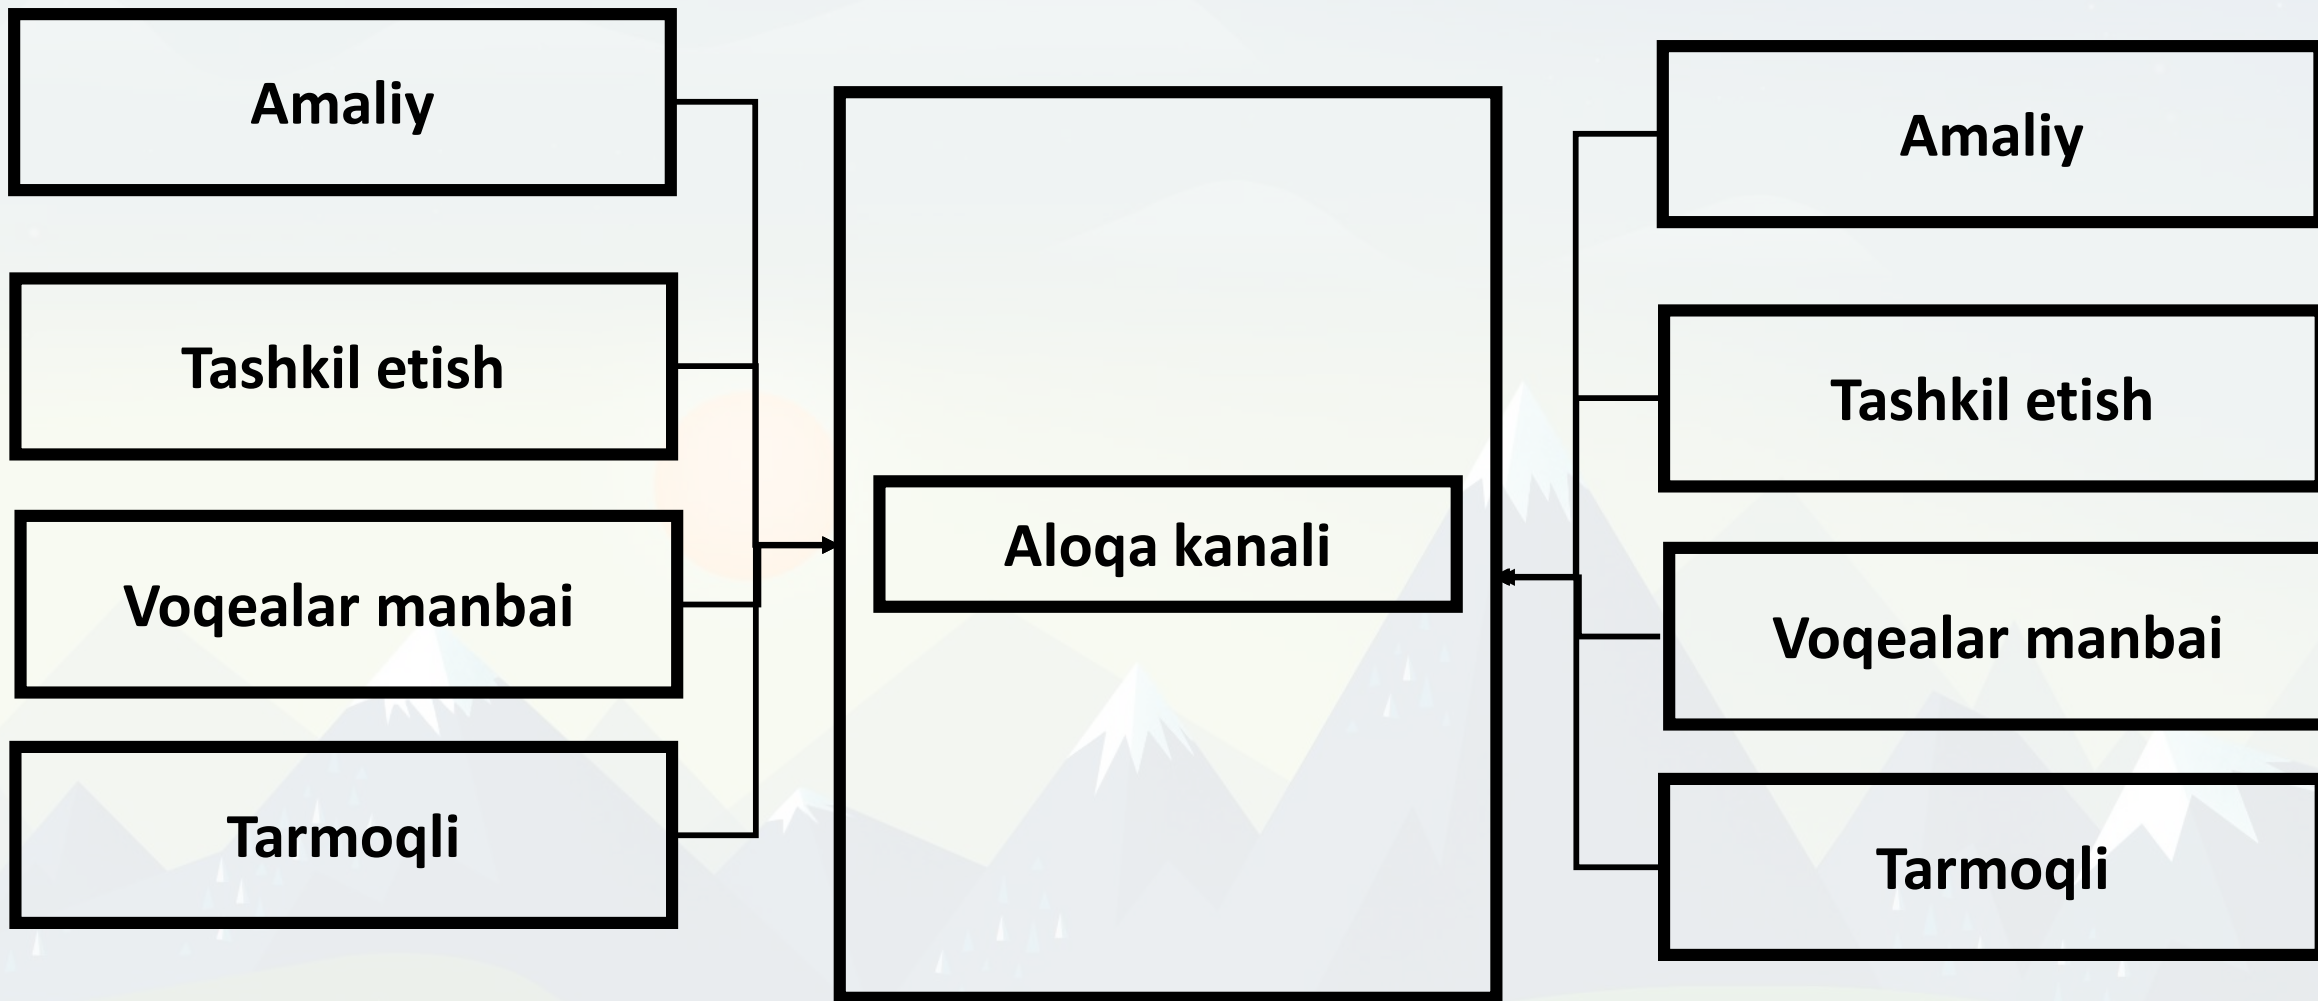 Amaliy
Tashkil etish
Voqealar manbai
Tarmoqli
Aloqa kanali
Amaliy
Tashkil etish
Voqealar manbai
Tarmoqli